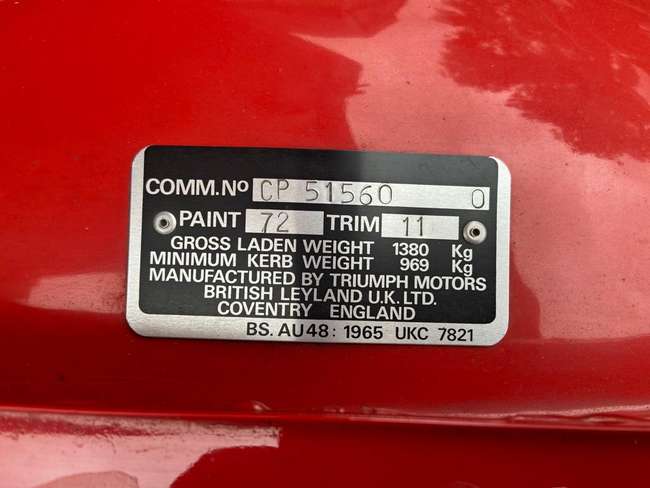 COMM.Nº CP 51560 O
PAINT 72 TRIM 11
GROSS LADEN WEIGHT 1380 Kg
MINIMUM KERB WEIGHT 969 Kg
MANUFACTURED BY TRIUMPH MOTORS
BRITISH LEYLAND U.K. LTD.
COVENTRY ENGLAND
BS. AU48: 1965 UKC 7821